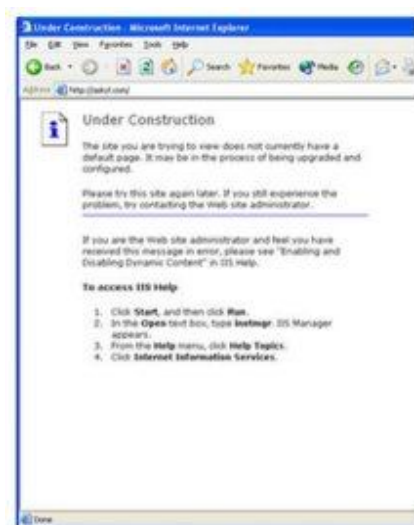 Under Construction - Microsoft Internet Explorer
File Edit View Favorites Tools Help
Back Search Favorites Media
Address
Under Construction
The site you are trying to view does not currently have a
default page. It may be in the process of being upgraded and
configured.
Please try this site again later. If you still experience the
problem, try contacting the Web site administrator.
If you are the Web site administrator and feel you have
received this message in error, please see "Enabling and
Disabling Dynamic Content" in IIS Help.
To access IIS Help
1. Click Start, and then click Run.
2. In the Open text box, type inetmgr. IIS Manager
appears.
3. From the Help menu, click Help Topics.
4. Click Internet Information Services.
Done